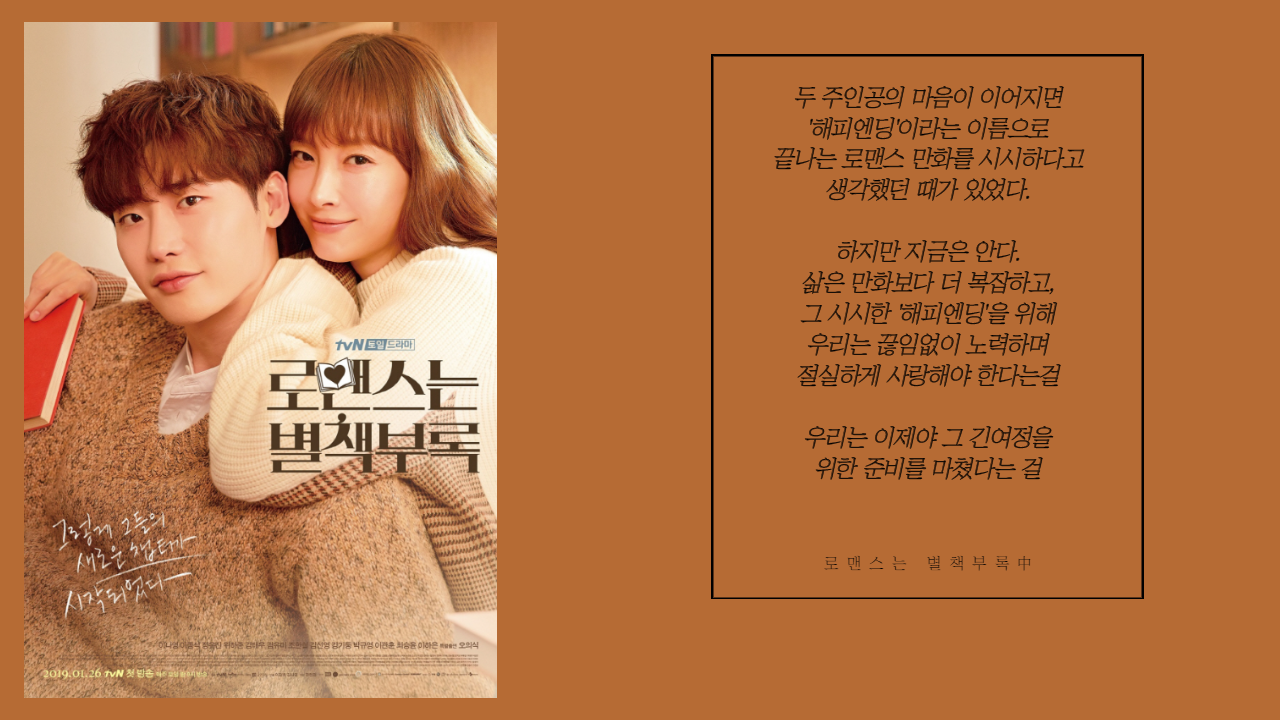 tvN 토일드라마
로맨스는
별책부록
그렇게 그들의
새로운 챕터가
시작되었다
2019.01.26 tvN 첫 방송
두 주인공의 마음이 이어지면
'해피엔딩'이라는 이름으로
끝나는 로맨스 만화를 시시하다고
생각했던 때가 있었다.
하지만 지금은 안다.
삶은 만화보다 더 복잡하고,
그 시시한 '해피엔딩'을 위해
우리는 끊임없이 노력하며
절실하게 사랑해야 한다는걸
우리는 이제야 그 긴여정을
위한 준비를 마쳤다는 걸
로맨스는 별책부록中